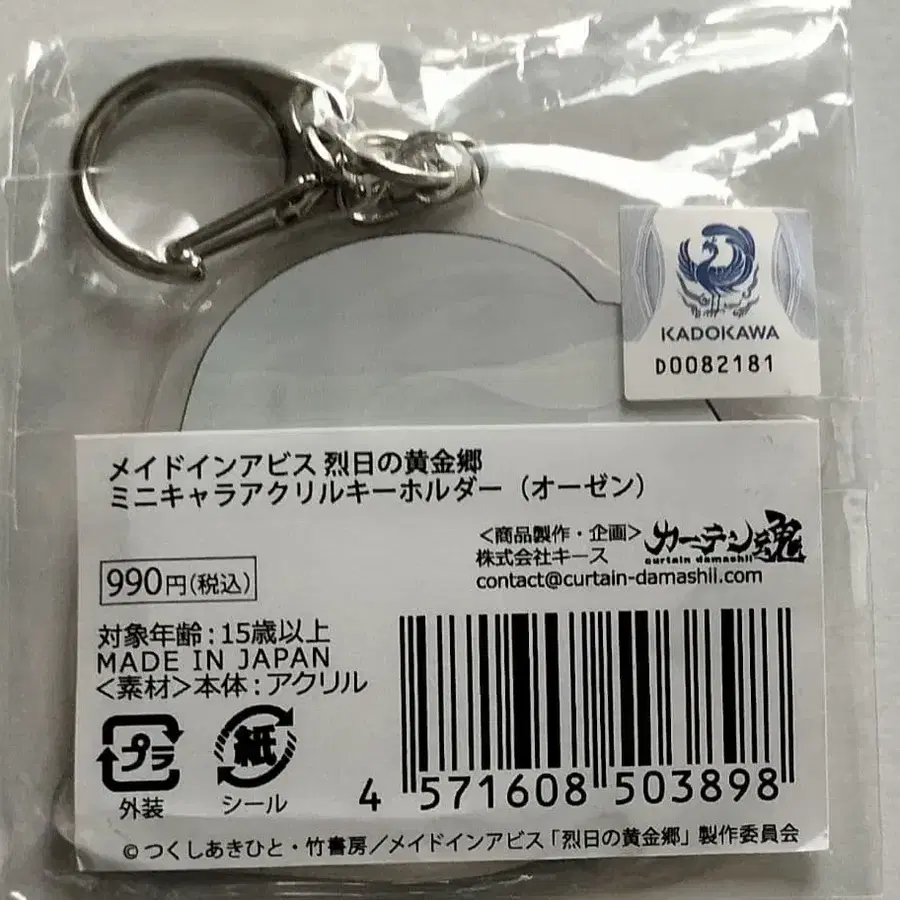 KADOKAWA
D0082181
メイドインアビス 烈日の黄金郷
ミニキャラアクリルキーホルダー（オーゼン）
<商品製作・企画>
株式会社キース
カーテン魂
curtain damashii
contact@curtain-damashii.com
990円(税込)
対象年齢：15歳以上
MADE IN JAPAN
<素材>本体：アクリル
プラ
外装
紙
シール
4 571608 503898
©つくしあきひと・竹書房／メイドインアビス「烈日の黄金郷」製作委員会